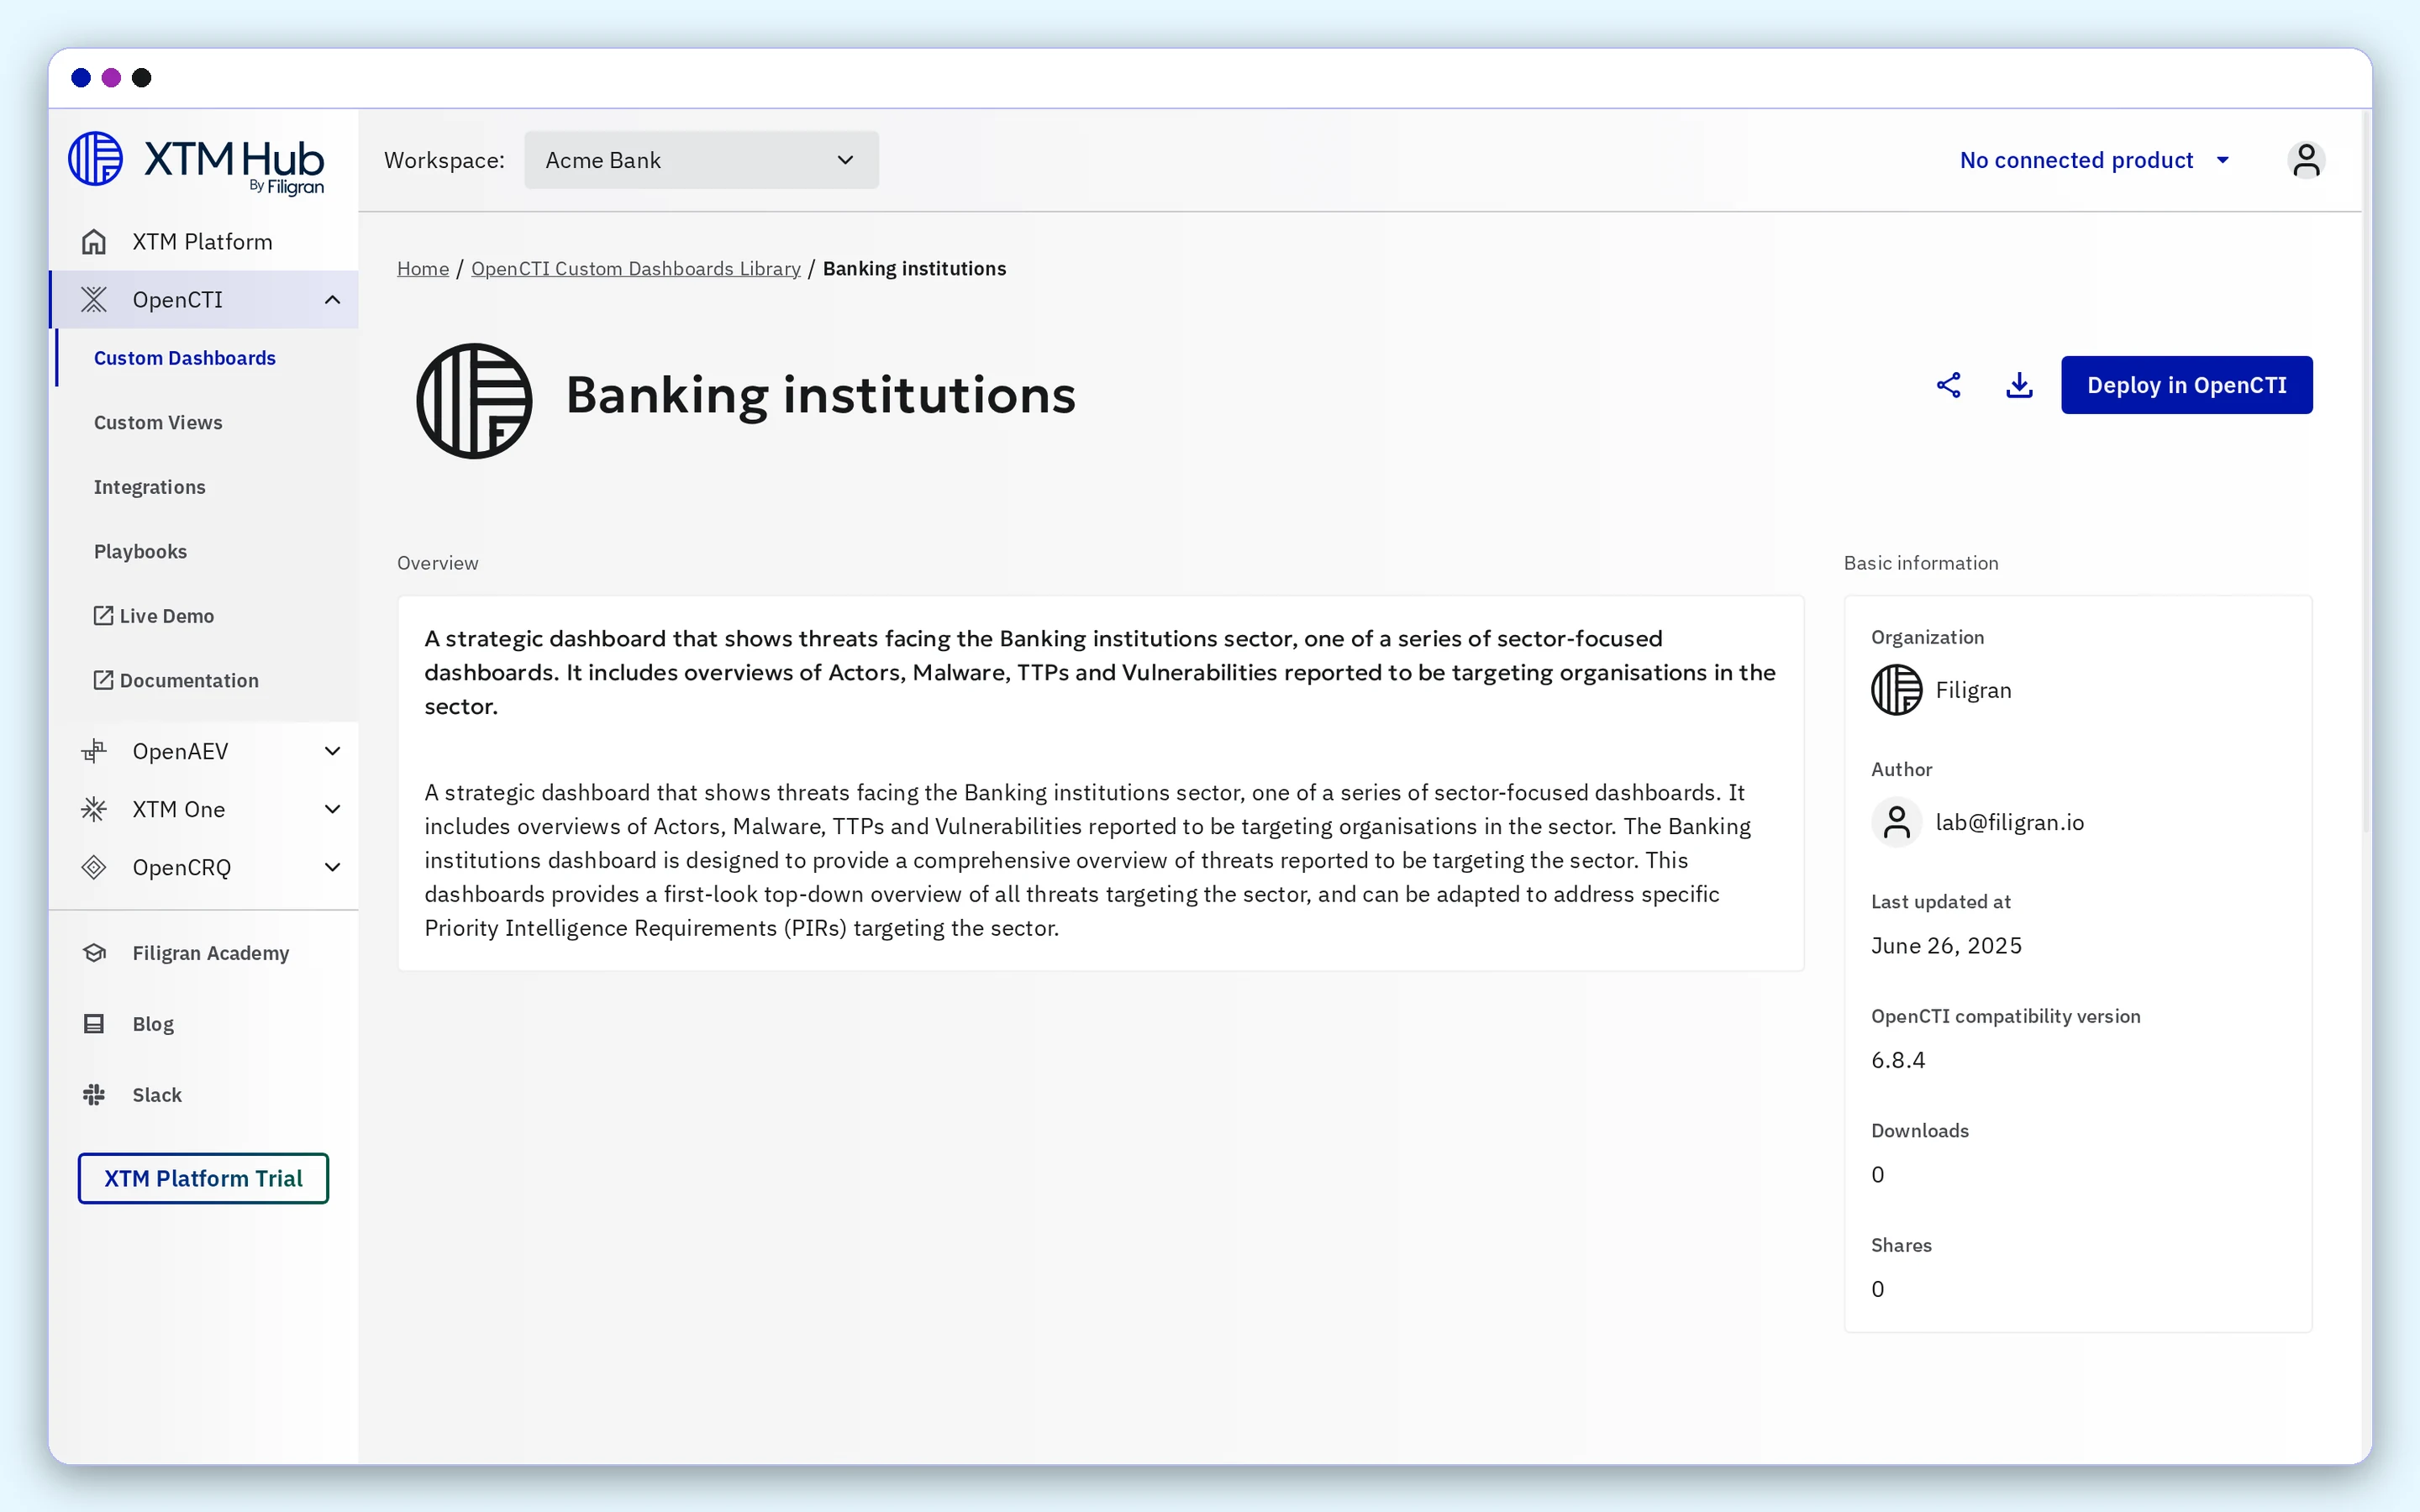 XTM Hub
By Filigran
Workspace:
Acme Bank
No connected product
XTM Platform
OpenCTI
Custom Dashboards
Custom Views
Integrations
Playbooks
Live Demo
Documentation
OpenAEV
XTM One
OpenCRQ
Filigran Academy
Blog
Slack
XTM Platform Trial
Home / OpenCTI Custom Dashboards Library / Banking institutions
Banking institutions
Deploy in OpenCTI
Overview
A strategic dashboard that shows threats facing the Banking institutions sector, one of a series of sector-focused
dashboards. It includes overviews of Actors, Malware, TTPs and Vulnerabilities reported to be targeting organisations in the
sector.
A strategic dashboard that shows threats facing the Banking institutions sector, one of a series of sector-focused dashboards. It
includes overviews of Actors, Malware, TTPs and Vulnerabilities reported to be targeting organisations in the sector. The Banking
institutions dashboard is designed to provide a comprehensive overview of threats reported to be targeting the sector. This
dashboards provides a first-look top-down overview of all threats targeting the sector, and can be adapted to address specific
Priority Intelligence Requirements (PIRs) targeting the sector.
Basic information
Organization
Filigran
Author
lab@filigran.io
Last updated at
June 26, 2025
OpenCTI compatibility version
6.8.4
Downloads
0
Shares
0